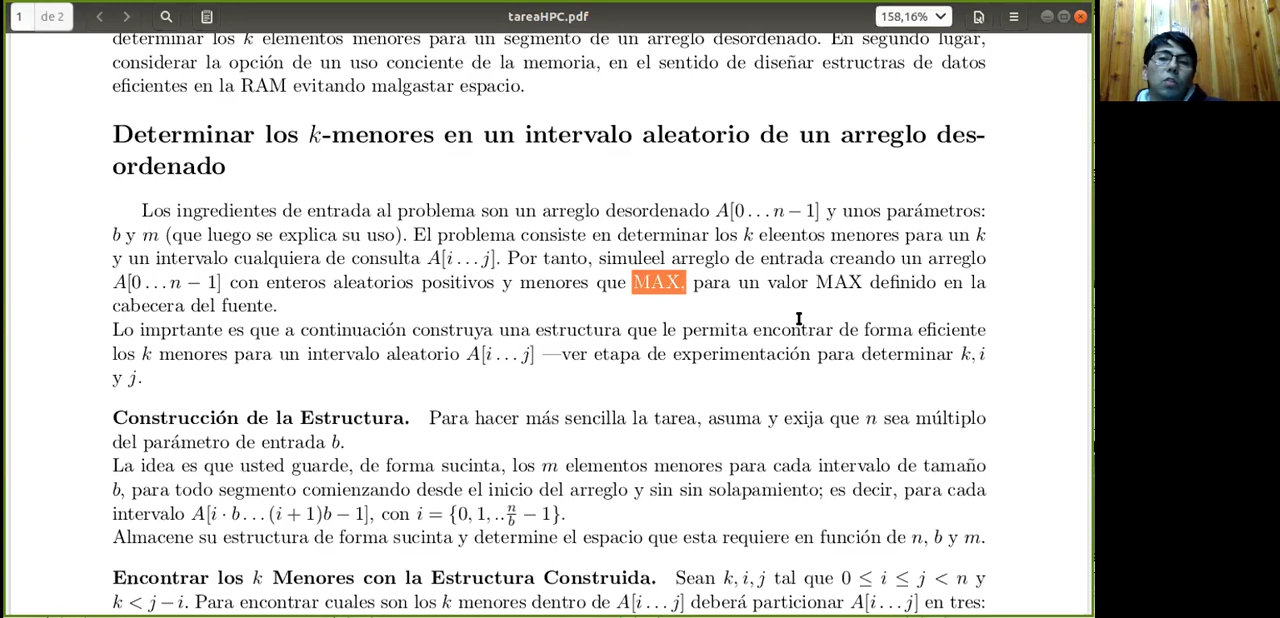 1 de 2 tareaHPC.pdf 158,16%
determinar los k elementos menores para un segmento de un arreglo desordenado. En segundo lugar,
considerar la opción de un uso conciente de la memoria, en el sentido de diseñar estructras de datos
eficientes en la RAM evitando malgastar espacio.
Determinar los k-menores en un intervalo aleatorio de un arreglo des-
ordenado
Los ingredientes de entrada al problema son un arreglo desordenado A[0 . . . n − 1] y unos parámetros:
b y m (que luego se explica su uso). El problema consiste en determinar los k eleentos menores para un k
y un intervalo cualquiera de consulta A[i . . . j]. Por tanto, simuleel arreglo de entrada creando un arreglo
A[0 . . . n − 1] con enteros aleatorios positivos y menores que MAX, para un valor MAX definido en la
cabecera del fuente.
Lo imprtante es que a continuación construya una estructura que le permita encontrar de forma eficiente
los k menores para un intervalo aleatorio A[i . . . j] —ver etapa de experimentación para determinar k, i
y j.
Construcción de la Estructura. Para hacer más sencilla la tarea, asuma y exija que n sea múltiplo
del parámetro de entrada b.
La idea es que usted guarde, de forma sucinta, los m elementos menores para cada intervalo de tamaño
b, para todo segmento comienzando desde el inicio del arreglo y sin sin solapamiento; es decir, para cada
intervalo A[i · b . . . (i + 1)b − 1], con i = {0, 1, .. n/b − 1}.
Almacene su estructura de forma sucinta y determine el espacio que esta requiere en función de n, b y m.
Encontrar los k Menores con la Estructura Construida. Sean k, i, j tal que 0 ≤ i ≤ j < n y
k < j − i. Para encontrar cuales son los k menores dentro de A[i . . . j] deberá particionar A[i . . . j] en tres: